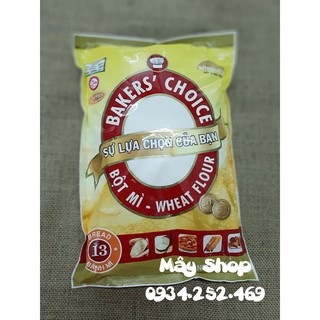 BAKERS' CHOICE
SỰ LỰA CHỌN CỦA BẠN
BỘT MÌ - WHEAT FLOUR
BREAD
13
BÁNH MÌ
Mây Shop
0934.252.469